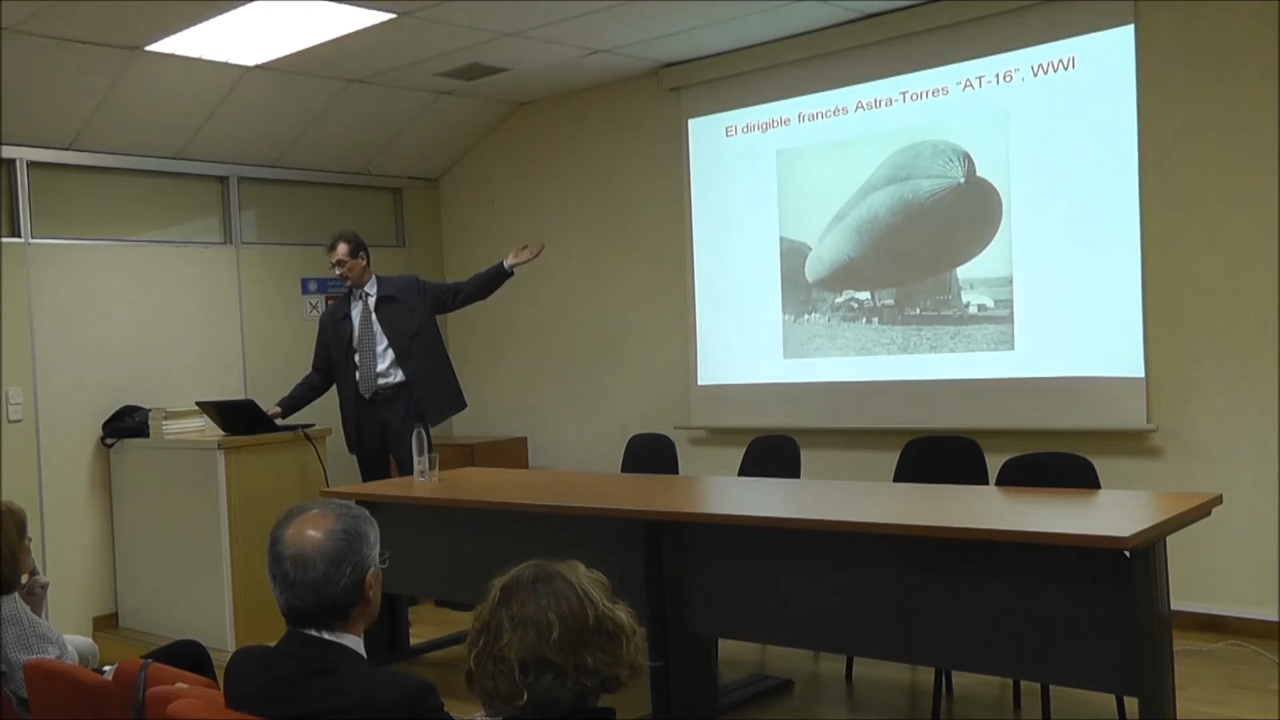 El dirigible francés Astra-Torres “AT-16”, WWI